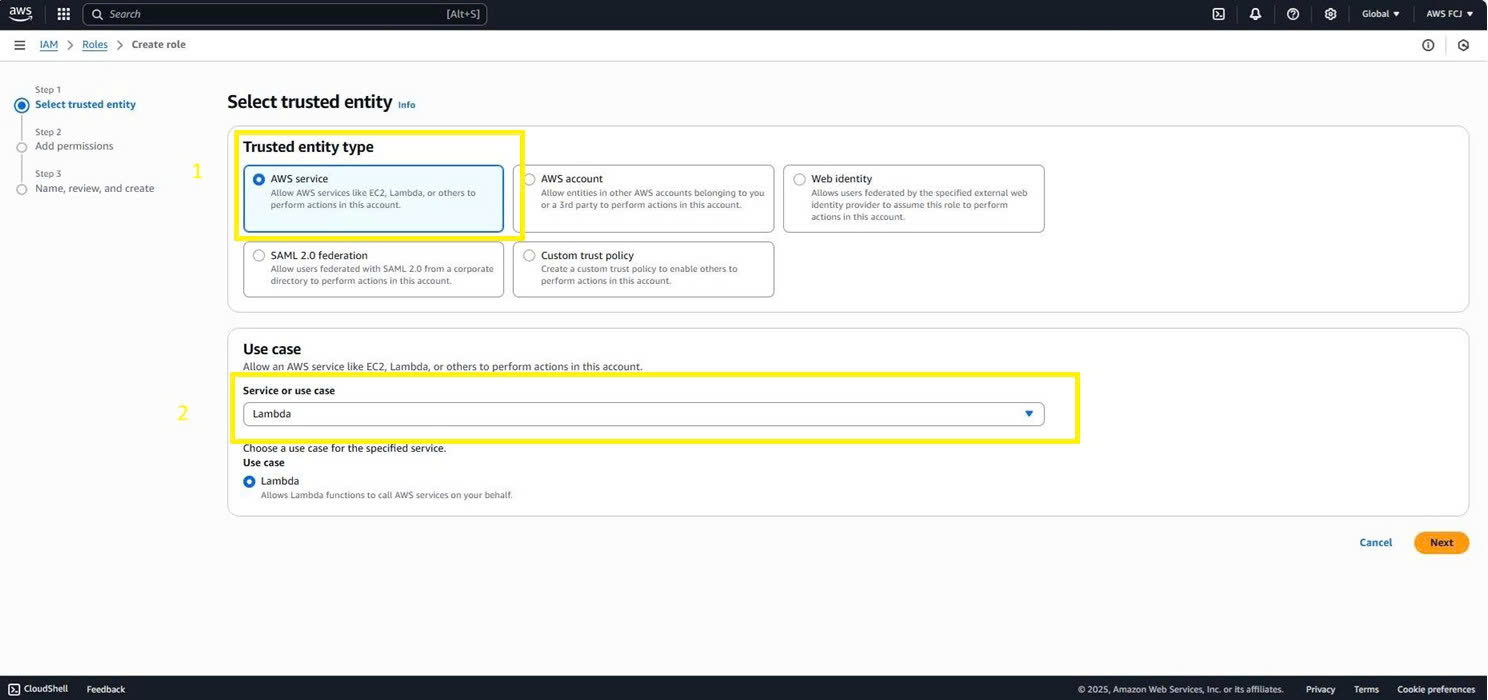 aws
Search
[Alt+S]
Global
AWS FCJ
IAM
Roles
Create role
Step 1
Select trusted entity
Step 2
Add permissions
Step 3
Name, review, and create
Select trusted entity Info
1
Trusted entity type
AWS service
Allow AWS services like EC2, Lambda, or others to
perform actions in this account.
AWS account
Allow entities in other AWS accounts belonging to you
or a 3rd party to perform actions in this account.
Web identity
Allows users federated by the specified external web
identity provider to assume this role to perform
actions in this account.
SAML 2.0 federation
Allow users federated with SAML 2.0 from a corporate
directory to perform actions in this account.
Custom trust policy
Create a custom trust policy to enable others to
perform actions in this account.
Use case
Allow an AWS service like EC2, Lambda, or others to perform actions in this account.
2
Service or use case
Lambda
Choose a use case for the specified service.
Use case
Lambda
Allows Lambda functions to call AWS services on your behalf.
Cancel
Next
CloudShell
Feedback
© 2025, Amazon Web Services, Inc. or its affiliates.
Privacy
Terms
Cookie preferences